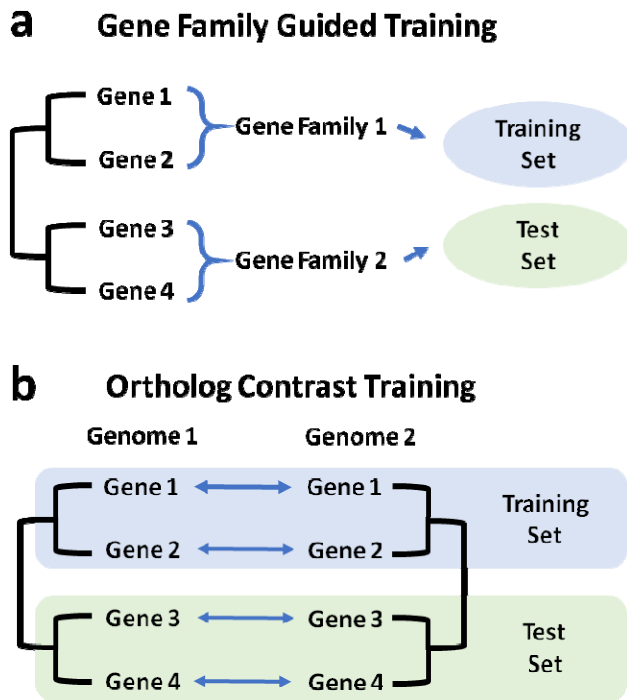 a Gene Family Guided Training
Gene 1
Gene 2
Gene Family 1
Training
Set
Gene 3
Gene 4
Gene Family 2
Test
Set
b Ortholog Contrast Training
Genome 1 Genome 2
Gene 1 Gene 1
Gene 2 Gene 2
Training
Set
Gene 3 Gene 3
Gene 4 Gene 4
Test
Set